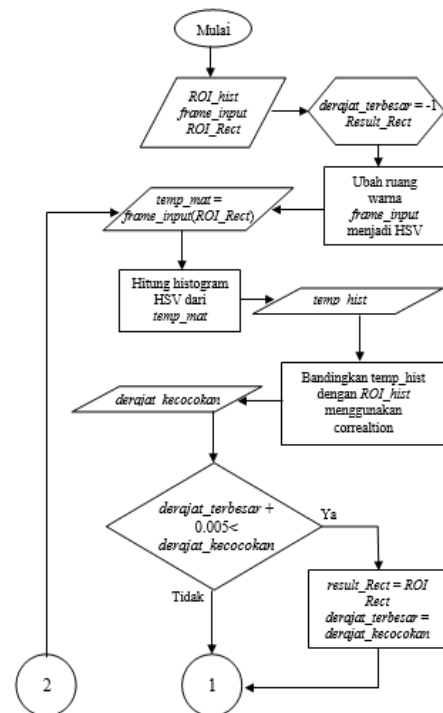 Mulai
ROI_hist
frame_input
ROI_Rect
derajat_terbesar = -1
Result_Rect
Ubah ruang
warna
frame_input
menjadi HSV
temp_mat =
frame_input(ROI_Rect)
Hitung histogram
HSV dari
temp_mat
temp_hist
Bandingkan temp_hist
dengan ROI_hist
menggunakan
correaltion
derajat_kecocokan
derajat_terbesar +
0.005<
derajat_kecocokan
Ya
Tidak
result_Rect = ROI
Rect
derajat_terbesar =
derajat_kecocokan
2
1